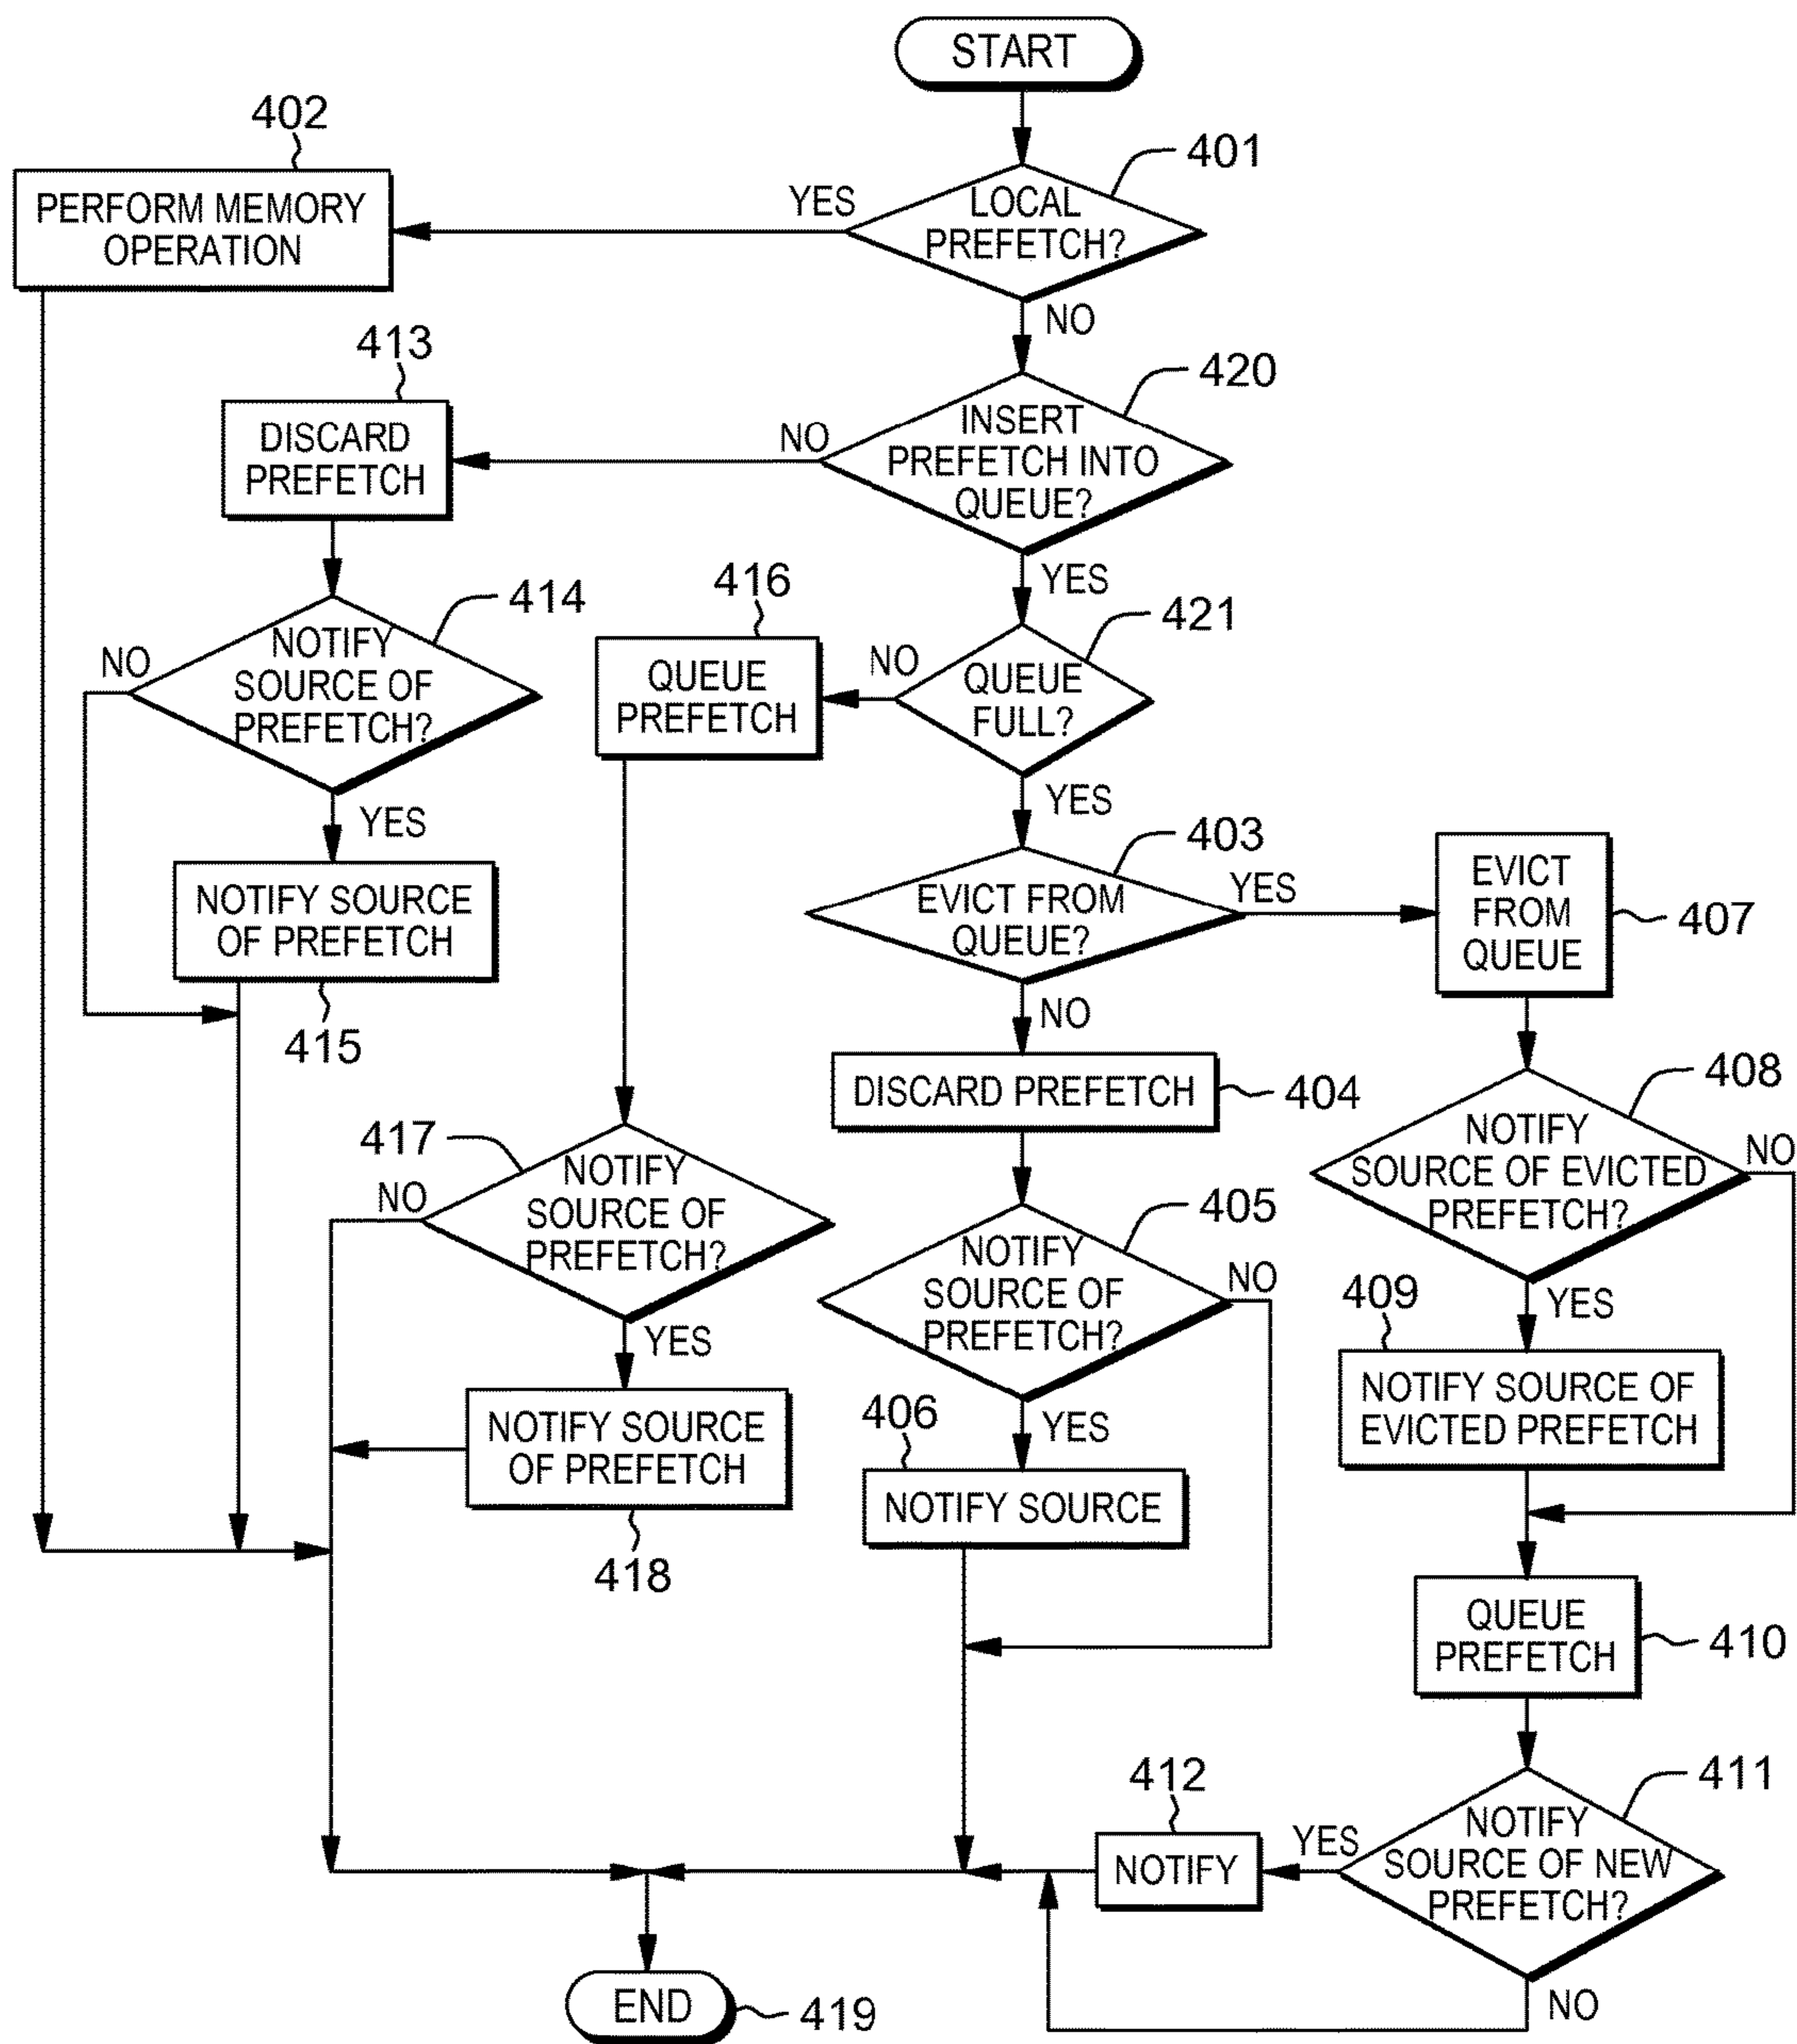 START
402
401
YES
LOCAL
PREFETCH?
PERFORM MEMORY
OPERATION
NO
413
420
DISCARD
PREFETCH
NO
INSERT
PREFETCH INTO
QUEUE?
YES
416
414
421
NOTIFY
SOURCE OF
PREFETCH?
NO
QUEUE
PREFETCH
NO
QUEUE
FULL?
YES
YES
403
NOTIFY SOURCE
OF PREFETCH
415
EVICT FROM
QUEUE?
YES
EVICT
FROM
QUEUE
407
NO
DISCARD PREFETCH
404
408
417
NOTIFY
SOURCE OF
PREFETCH?
NO
405
NOTIFY
SOURCE OF EVICTED
PREFETCH?
NO
NOTIFY
SOURCE OF
PREFETCH?
NO
YES
409
YES
NOTIFY SOURCE OF
EVICTED PREFETCH
406
YES
NOTIFY SOURCE
OF PREFETCH
418
NOTIFY SOURCE
QUEUE
PREFETCH
410
412
411
NOTIFY
YES
NOTIFY
SOURCE OF NEW
PREFETCH?
NO
END
419